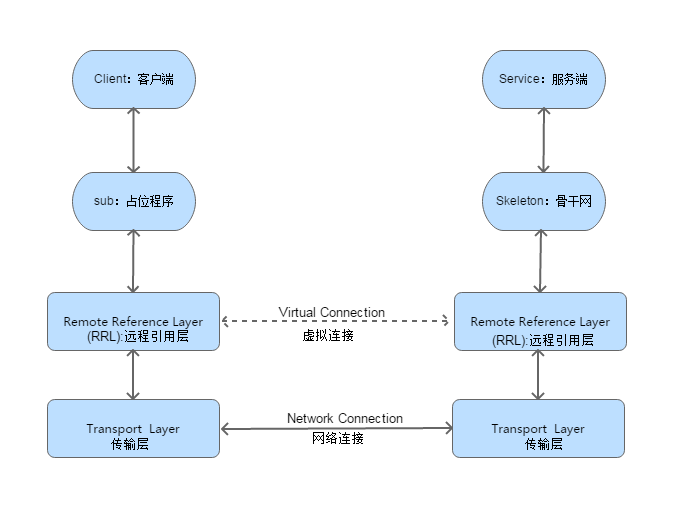 Client：客户端
Service：服务端
sub：占位程序
Skeleton：骨干网
Remote Reference Layer
(RRL):远程引用层
Virtual Connection
虚拟连接
Remote Reference Layer
(RRL):远程引用层
Transport Layer
传输层
Network Connection
网络连接
Transport Layer
传输层